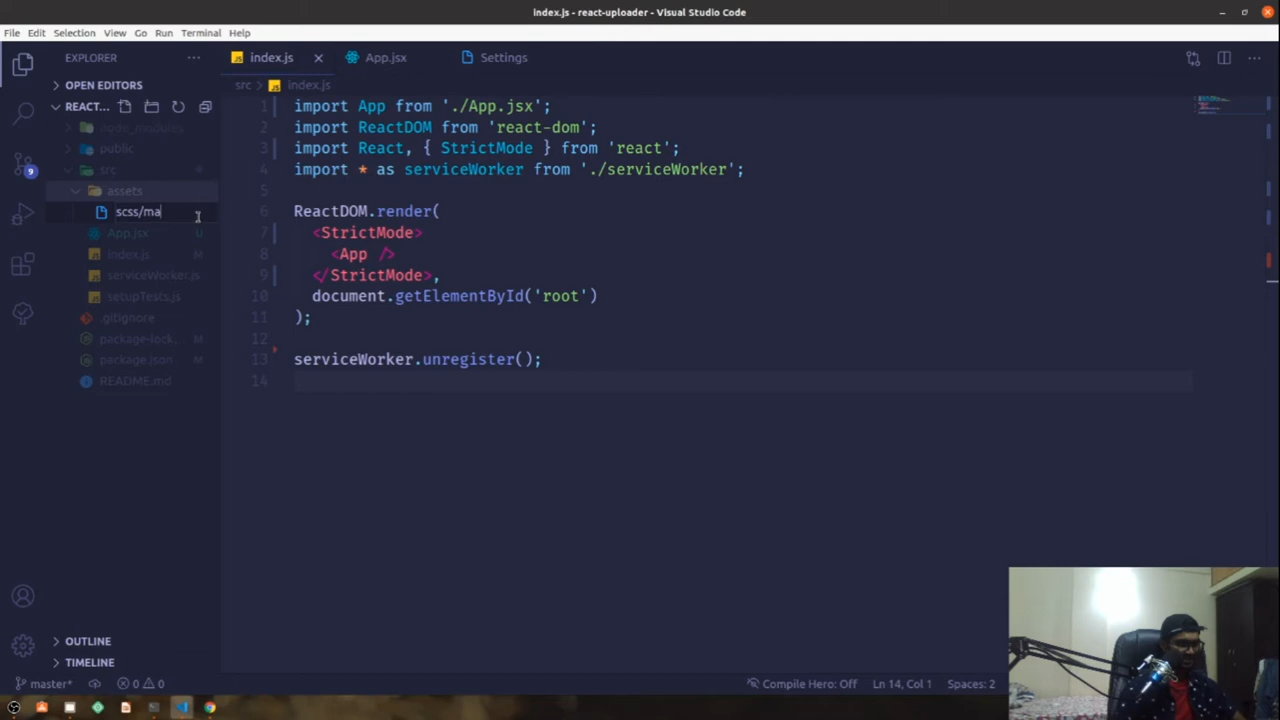 index.js - react-uploader - Visual Studio Code
File Edit Selection View Go Run Terminal Help
EXPLORER
index.js
App.jsx
Settings
OPEN EDITORS
src > index.js
REACT...
node_modules
public
src
assets
scss/ma
App.jsx U
index.js M
serviceWorker.js
setupTests.js
.gitignore
package-lock... M
package.json M
README.md
9
1 import App from './App.jsx';
2 import ReactDOM from 'react-dom';
3 import React, { StrictMode } from 'react';
4 import * as serviceWorker from './serviceWorker';
5
6 ReactDOM.render(
7 <StrictMode>
8 <App />
9 </StrictMode>,
10 document.getElementById('root')
11 );
12
13 serviceWorker.unregister();
14
OUTLINE
TIMELINE
master* 0 0
Compile Hero: Off Ln 14, Col 1 Spaces: 2